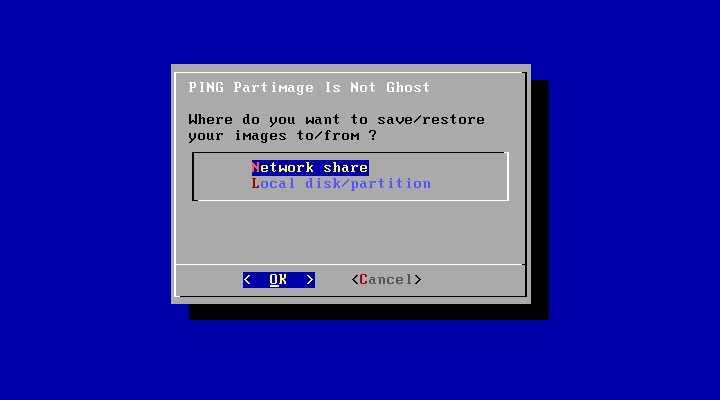 PING Partimage Is Not Ghost
Where do you want to save/restore
your images to/from ?
Network share
Local disk/partition
< OK > <Cancel>